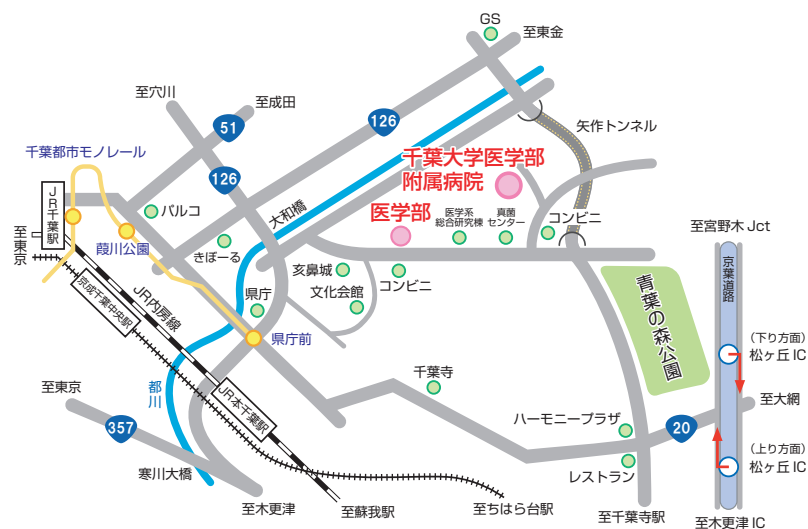 GS
至東金
至穴川
至成田
51
126
126
矢作トンネル
千葉都市モノレール
千葉大学医学部
附属病院
JR千葉駅
パルコ
大和橋
医学部
医学系
総合研究棟
真菌
センター
コンビニ
至宮野木 Jct
至東京
葭川公園
きぼーる
亥鼻城
文化会館
コンビニ
京葉道路
京成千葉中央駅
JR内房線
県庁
県庁前
青葉の森公園
（下り方面）
松ヶ丘 IC
至東京
都川
千葉寺
至大網
357
JR本千葉駅
ハーモニープラザ
20
（上り方面）
松ヶ丘 IC
寒川大橋
レストラン
至木更津
至蘇我駅
至ちはら台駅
至千葉寺駅
至木更津 IC